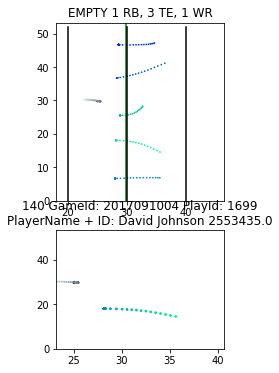 EMPTY 1 RB, 3 TE, 1 WR
50
40
30
20
10
0
20 30 40
140 GameId: 2017091004 PlayId: 1699
PlayerName + ID: David Johnson 2553435.0
40
20
0
25 30 35 40